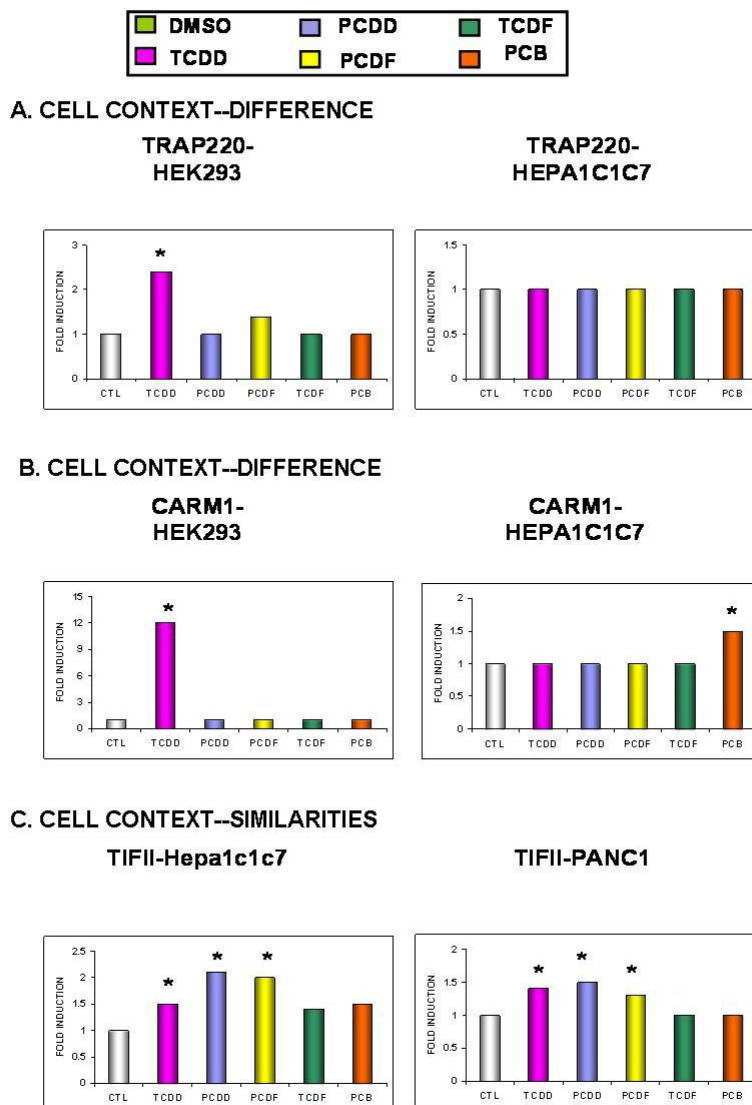 DMSO PCDD TCDF
TCDD PCDF PCB
A. CELL CONTEXT--DIFFERENCE
TRAP220-
HEK293
TRAP220-
HEPA1C1C7
FOLD INDUCTION
3
2
1
0
*
CTL TCDD PCDD PCDF TCDF PCB
FOLD INDUCTION
1.5
1
0.5
0
CTL TCDD PCDD PCDF TCDF PCB
B. CELL CONTEXT--DIFFERENCE
CARM1-
HEK293
CARM1-
HEPA1C1C7
FOLD INDUCTION
15
12
9
6
3
0
*
CTL TCDD PCDD PCDF TCDF PCB
FOLD INDUCTION
2
1.5
1
0.5
0
*
CTL TCDD PCDD PCDF TCDF PCB
C. CELL CONTEXT--SIMILARITIES
TIFII-Hepa1c1c7
TIFII-PANC1
FOLD INDUCTION
2.5
2
1.5
1
0.5
0
* * *
CTL TCDD PCDD PCDF TCDF PCB
FOLD INDUCTION
2
1.5
1
0.5
0
* * *
CTL TCDD PCDD PCDF TCDF PCB